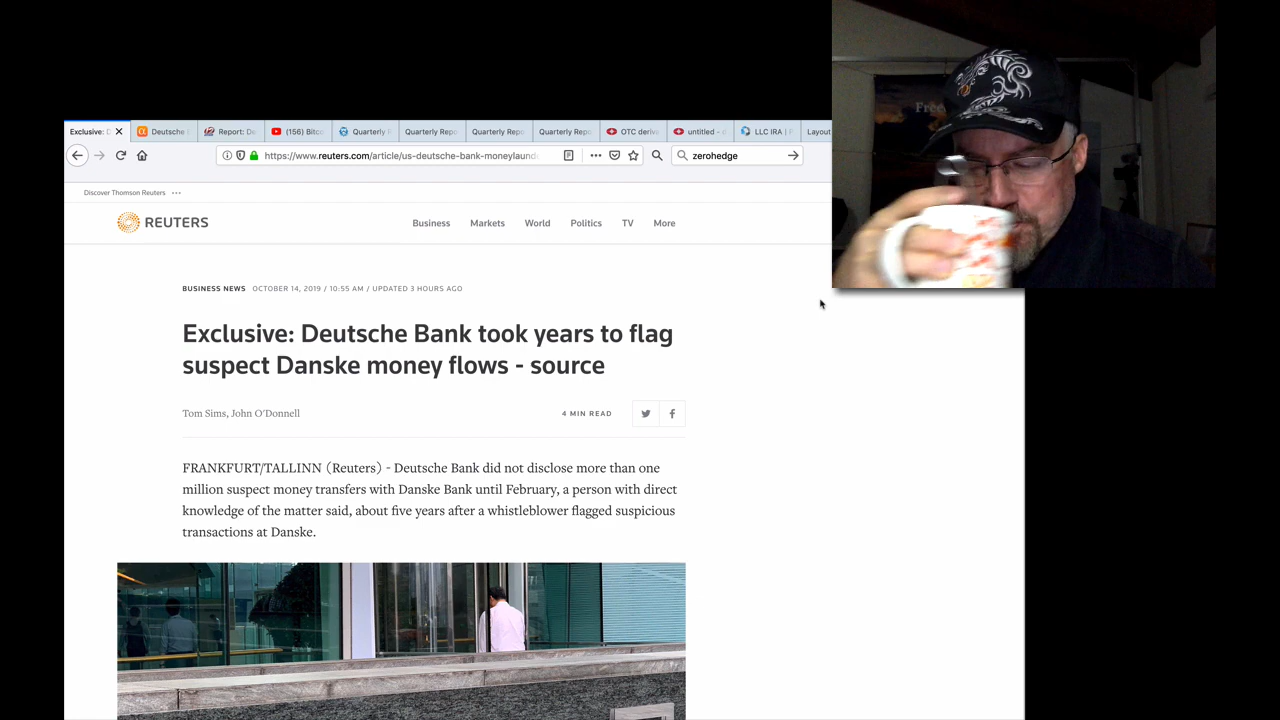 Exclusive: D
Deutsche
Report: De
(156) Bitco
Quarterly R
Quarterly Repo
Quarterly Repo
Quarterly Repo
OTC deriva
untitled - d
LLC IRA | P
Layout
https://www.reuters.com/article/us-deutsche-bank-moneylaund
zerohedge
Free
Discover Thomson Reuters
REUTERS
Business Markets World Politics TV More
BUSINESS NEWS OCTOBER 14, 2019 / 10:55 AM / UPDATED 3 HOURS AGO
Exclusive: Deutsche Bank took years to flag
suspect Danske money flows - source
Tom Sims, John O'Donnell
4 MIN READ
FRANKFURT/TALLINN (Reuters) - Deutsche Bank did not disclose more than one
million suspect money transfers with Danske Bank until February, a person with direct
knowledge of the matter said, about five years after a whistleblower flagged suspicious
transactions at Danske.